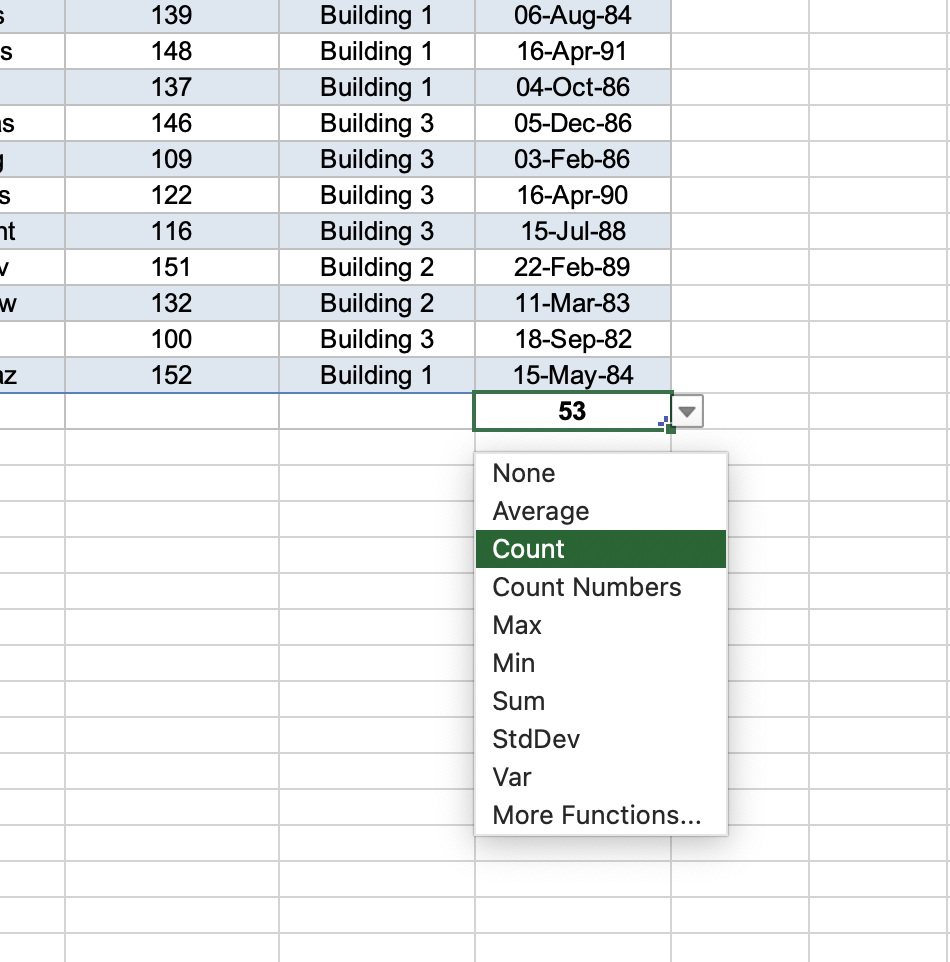 s 139 Building 1 06-Aug-84
s 148 Building 1 16-Apr-91
137 Building 1 04-Oct-86
as 146 Building 3 05-Dec-86
g 109 Building 3 03-Feb-86
s 122 Building 3 16-Apr-90
nt 116 Building 3 15-Jul-88
v 151 Building 2 22-Feb-89
w 132 Building 2 11-Mar-83
100 Building 3 18-Sep-82
az 152 Building 1 15-May-84
53
None
Average
Count
Count Numbers
Max
Min
Sum
StdDev
Var
More Functions...